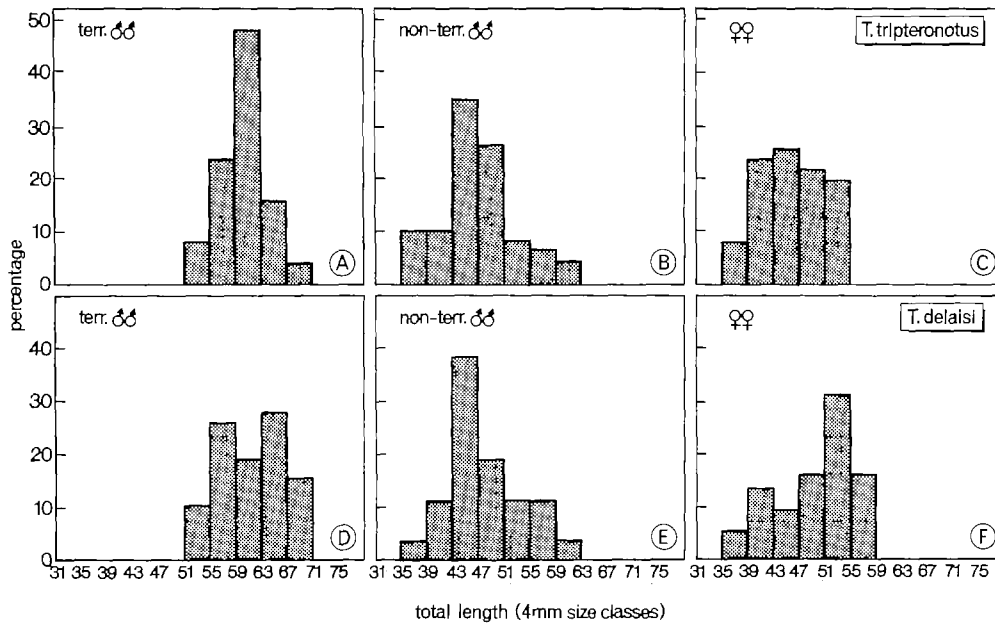 50
40
30
20
10
0
percentage
terr. ♂♂
A
non-terr. ♂♂
B
♀♀
T. tripteronotus
C
40
30
20
10
0
terr. ♂♂
D
non-terr. ♂♂
E
♀♀
T. delaisi
F
31 35 39 43 47 51 55 59 63 67 71 75
31 35 39 43 47 51 55 59 63 67 71 75
31 35 39 43 47 51 55 59 63 67 71 75
total length (4mm size classes)